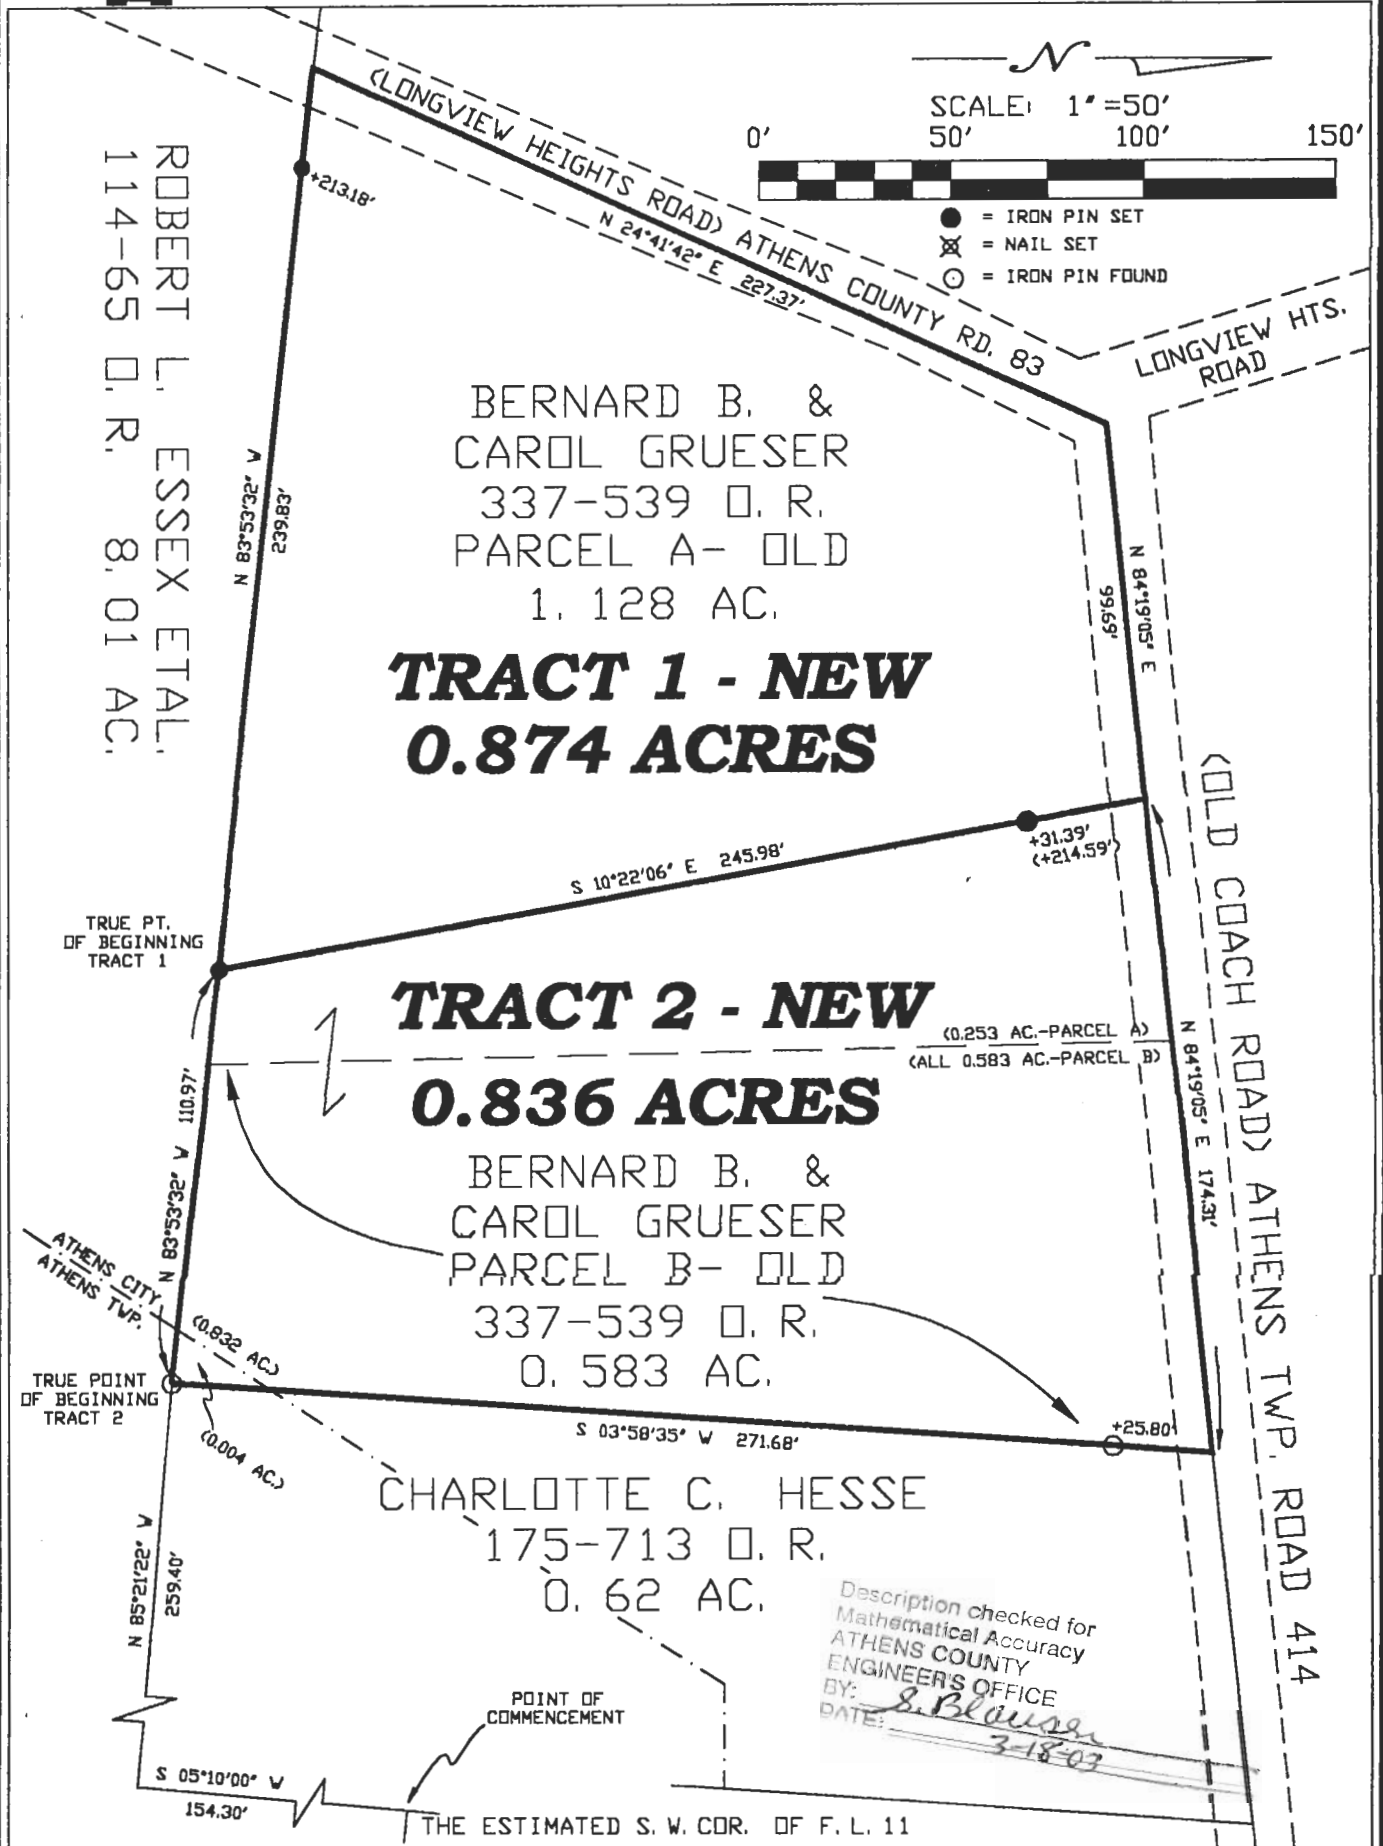 N
SCALE: 1"=50'
0' 50' 100' 150'
= IRON PIN SET
= NAIL SET
= IRON PIN FOUND
(LONGVIEW HEIGHTS ROAD) ATHENS COUNTY RD. 83
N 24°41'42" E 227.37'
LONGVIEW HTS.
ROAD
+213.18'
ROBERT L. ESSEX ETAL.
114-65 O. R. 8.01 AC.
N 83°53'32" W
239.83'
BERNARD B. &
CAROL GRUESER
337-539 O. R.
PARCEL A- OLD
1.128 AC.
TRACT 1 - NEW
0.874 ACRES
N 84°19'05" E
99.69'
+31.39'
(+214.59')
S 10°22'06" E 245.98'
(OLD COACH ROAD) ATHENS TWP. ROAD 414
TRUE PT.
OF BEGINNING
TRACT 1
TRACT 2 - NEW
(0.253 AC.-PARCEL A)
(ALL 0.583 AC.-PARCEL B)
0.836 ACRES
N 84°19'05" E 174.31'
N 83°53'32" W 110.97'
BERNARD B. &
CAROL GRUESER
PARCEL B- OLD
337-539 O. R.
0.583 AC.
ATHENS CITY
ATHENS TWP.
(0.832 AC.)
TRUE POINT
OF BEGINNING
TRACT 2
(0.004 AC.)
S 03°58'35" W 271.68'
+25.80'
CHARLOTTE C. HESSE
175-713 O. R.
0.62 AC.
N 85°21'22" W
259.40'
Description checked for
Mathematical Accuracy
ATHENS COUNTY
ENGINEER'S OFFICE
BY: S. Blauser
DATE: 3-18-03
POINT OF
COMMENCEMENT
S 05°10'00" W
154.30'
THE ESTIMATED S. W. COR. OF F. L. 11